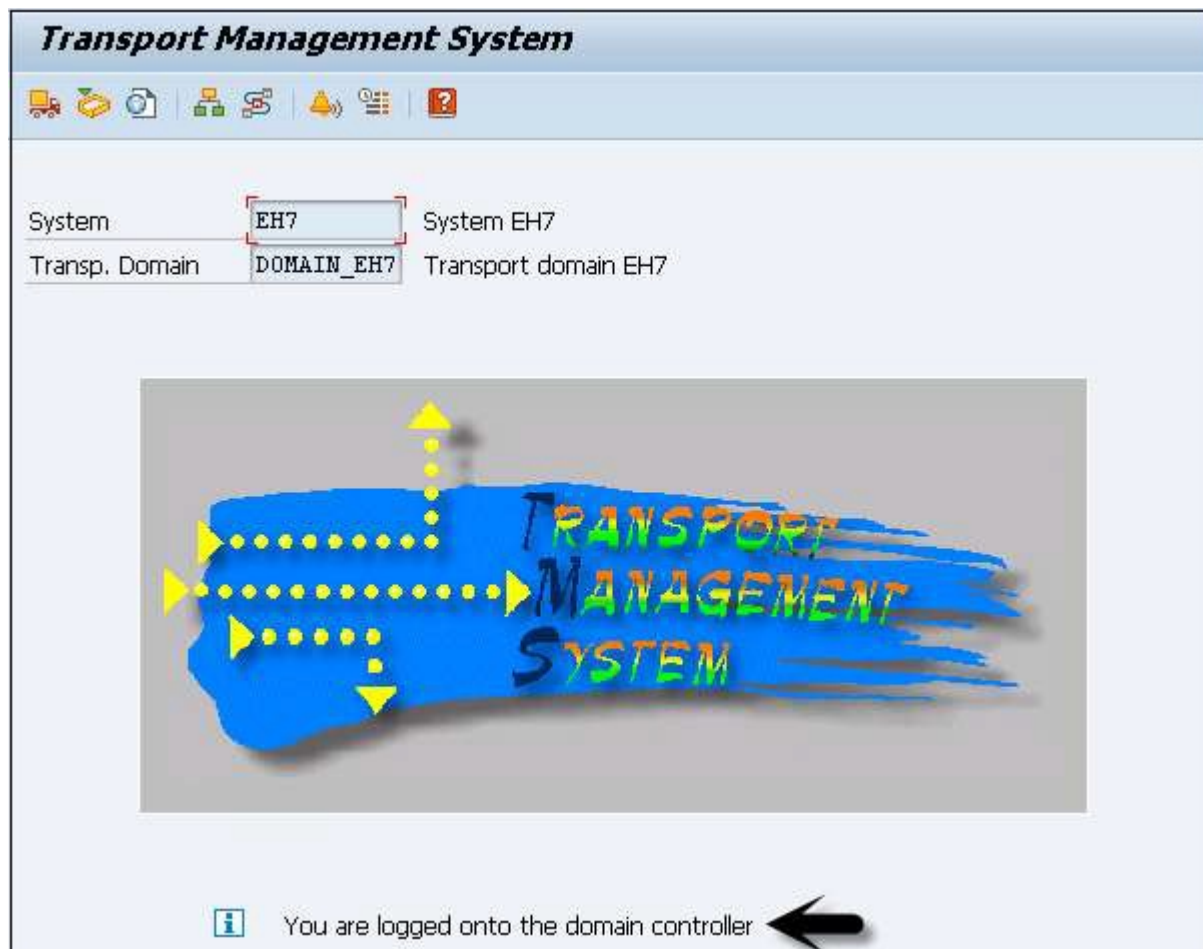 Transport Management System
System EH7 System EH7
Transp. Domain DOMAIN_EH7 Transport domain EH7
TRANSPORT
MANAGEMENT
SYSTEM
You are logged onto the domain controller